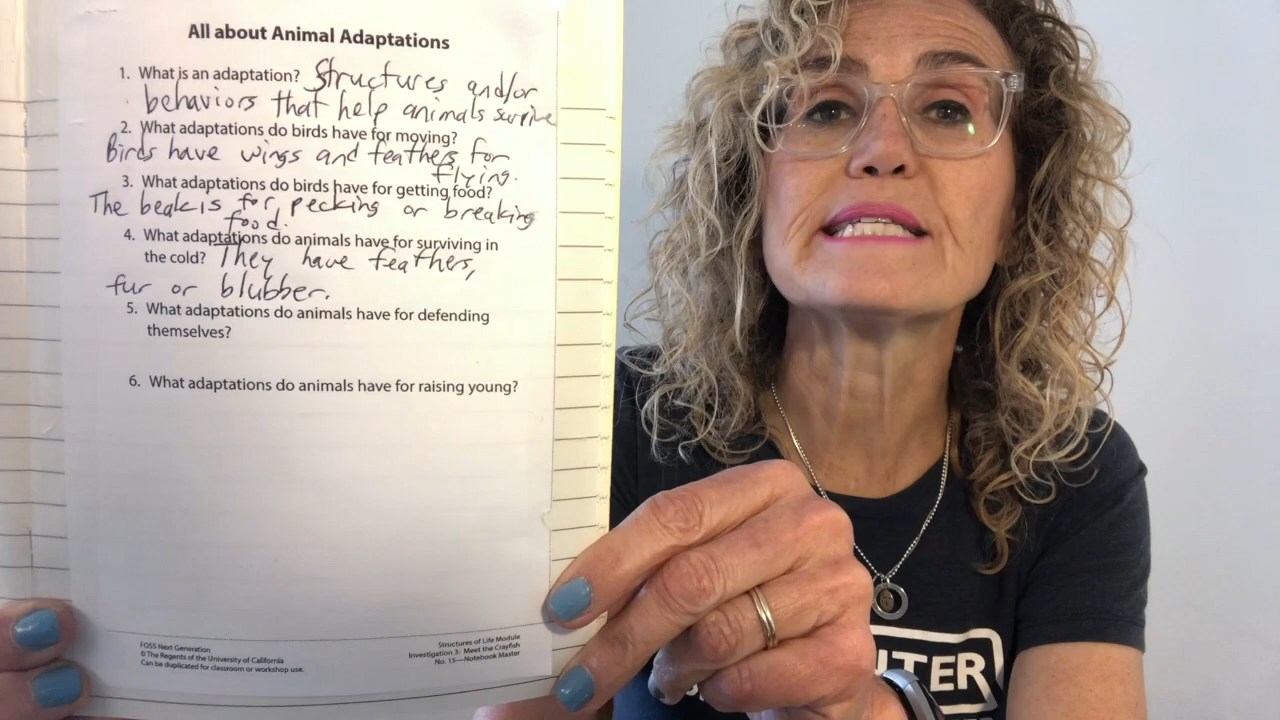 All about Animal Adaptations
1. What is an adaptation? Structures and/or
behaviors that help animals survive
2. What adaptations do birds have for moving?
Birds have wings and feathers for
flying.
3. What adaptations do birds have for getting food?
The beak is for pecking or breaking
food.
4. What adaptations do animals have for surviving in
the cold? They have feathers,
fur or blubber.
5. What adaptations do animals have for defending
themselves?
6. What adaptations do animals have for raising young?
FOSS Next Generation
© The Regents of the University of California
Can be duplicated for classroom or workshop use.
Structures of Life Module
Investigation 3: Meet the Crayfish
No. 15—Notebook Master